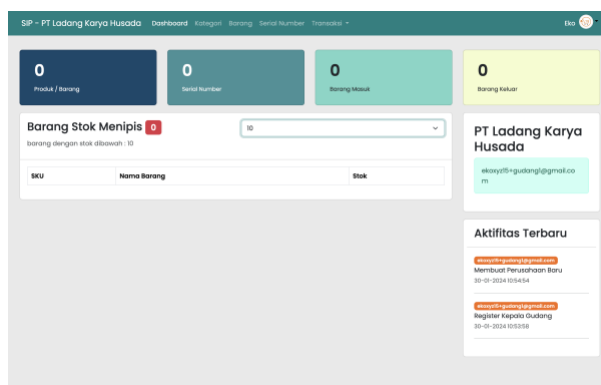 SIP - PT Ladang Karya Husada Dashboard Kategori Barang Serial Number Transaksi Eko
0
Produk / Barang
0
Serial Number
0
Barang Masuk
0
Barang Keluar
Barang Stok Menipis 0
barang dengan stok dibawah : 10
10
SKU Nama Barang Stok
PT Ladang Karya
Husada
ekoxyz15+gudang1@gmail.co
m
Aktifitas Terbaru
ekoxyz15+gudang1@gmail.com
Membuat Perusahaan Baru
30-01-2024 10:54:54
ekoxyz15+gudang1@gmail.com
Register Kepala Gudang
30-01-2024 10:53:58